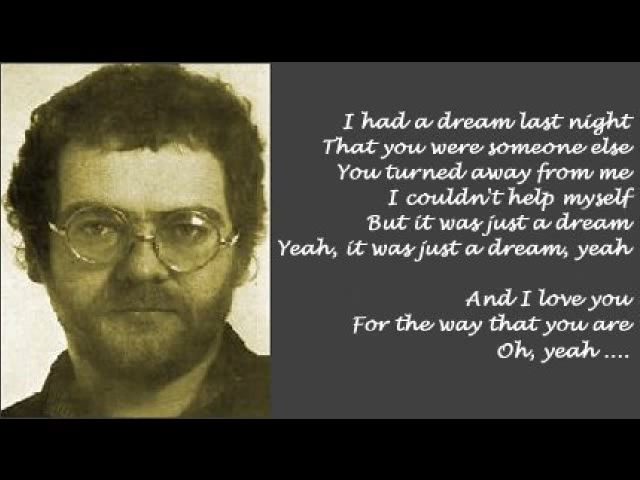 I had a dream last night
That you were someone else
You turned away from me
I couldn't help myself
But it was just a dream
Yeah, it was just a dream, yeah
And I love you
For the way that you are
Oh, yeah ....